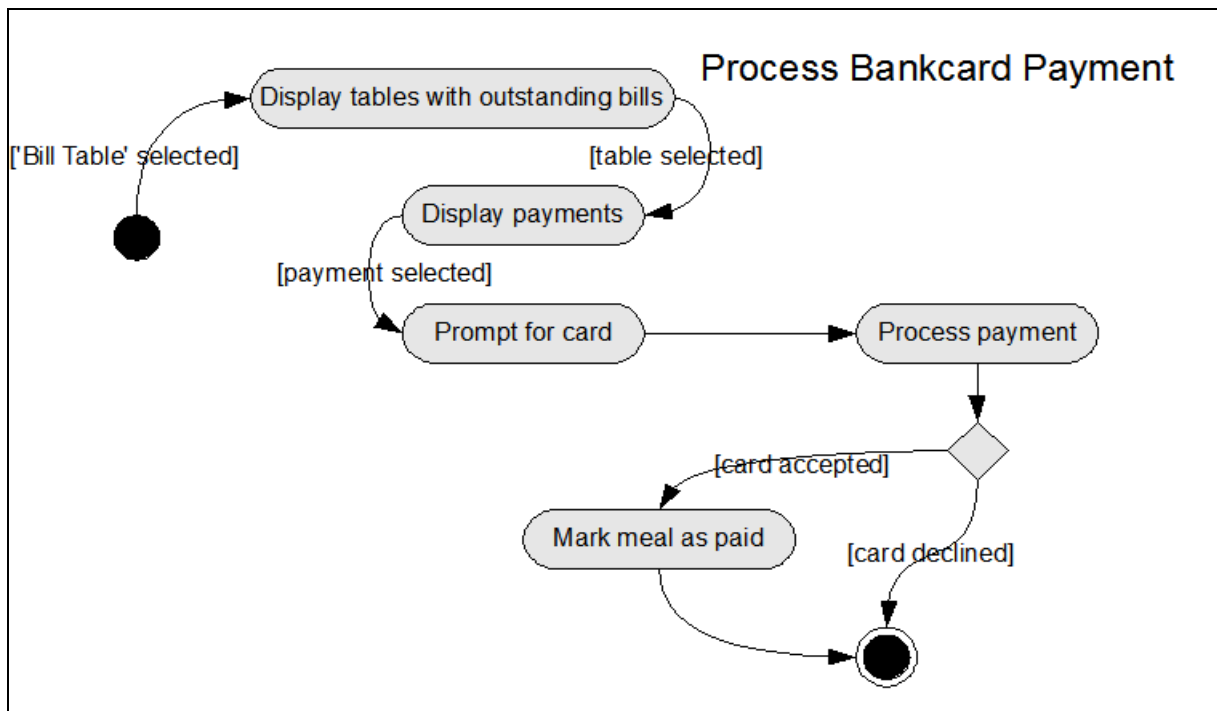 Process Bankcard Payment
Display tables with outstanding bills
['Bill Table' selected]
[table selected]
Display payments
[payment selected]
Prompt for card
Process payment
[card accepted]
Mark meal as paid
[card declined]